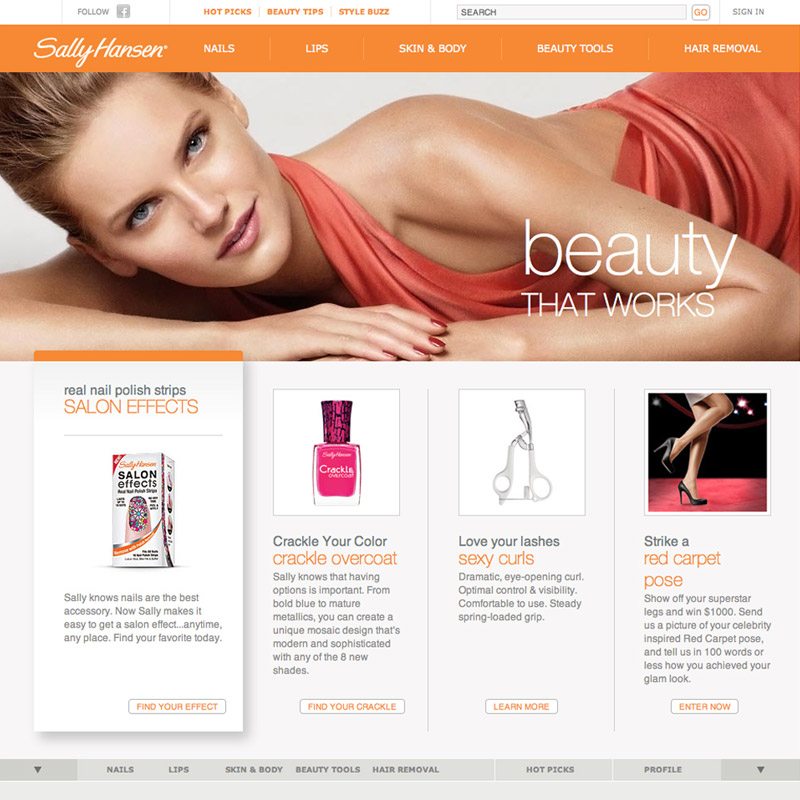 FOLLOW
HOT PICKS
BEAUTY TIPS
STYLE BUZZ
SEARCH
GO
SIGN IN
Sally Hansen®
NAILS
LIPS
SKIN & BODY
BEAUTY TOOLS
HAIR REMOVAL
beauty
THAT WORKS
real nail polish strips
SALON EFFECTS
Sally Hansen
SALON
effects
Real Nail Polish Strips
Sally knows nails are the best
accessory. Now Sally makes it
easy to get a salon effect...anytime,
any place. Find your favorite today.
FIND YOUR EFFECT
Sally Hansen
Crackle
OVERCOAT
Crackle Your Color
crackle overcoat
Sally knows that having
options is important. From
bold blue to mature
metallics, you can create a
unique mosaic design that's
modern and sophisticated
with any of the 8 new
shades.
FIND YOUR CRACKLE
Love your lashes
sexy curls
Dramatic, eye-opening curl.
Optimal control & visibility.
Comfortable to use. Steady
spring-loaded grip.
LEARN MORE
Strike a
red carpet
pose
Show off your superstar
legs and win $1000. Send
us a picture of your celebrity
inspired Red Carpet pose,
and tell us in 100 words or
less how you achieved your
glam look.
ENTER NOW
NAILS
LIPS
SKIN & BODY
BEAUTY TOOLS
HAIR REMOVAL
HOT PICKS
PROFILE